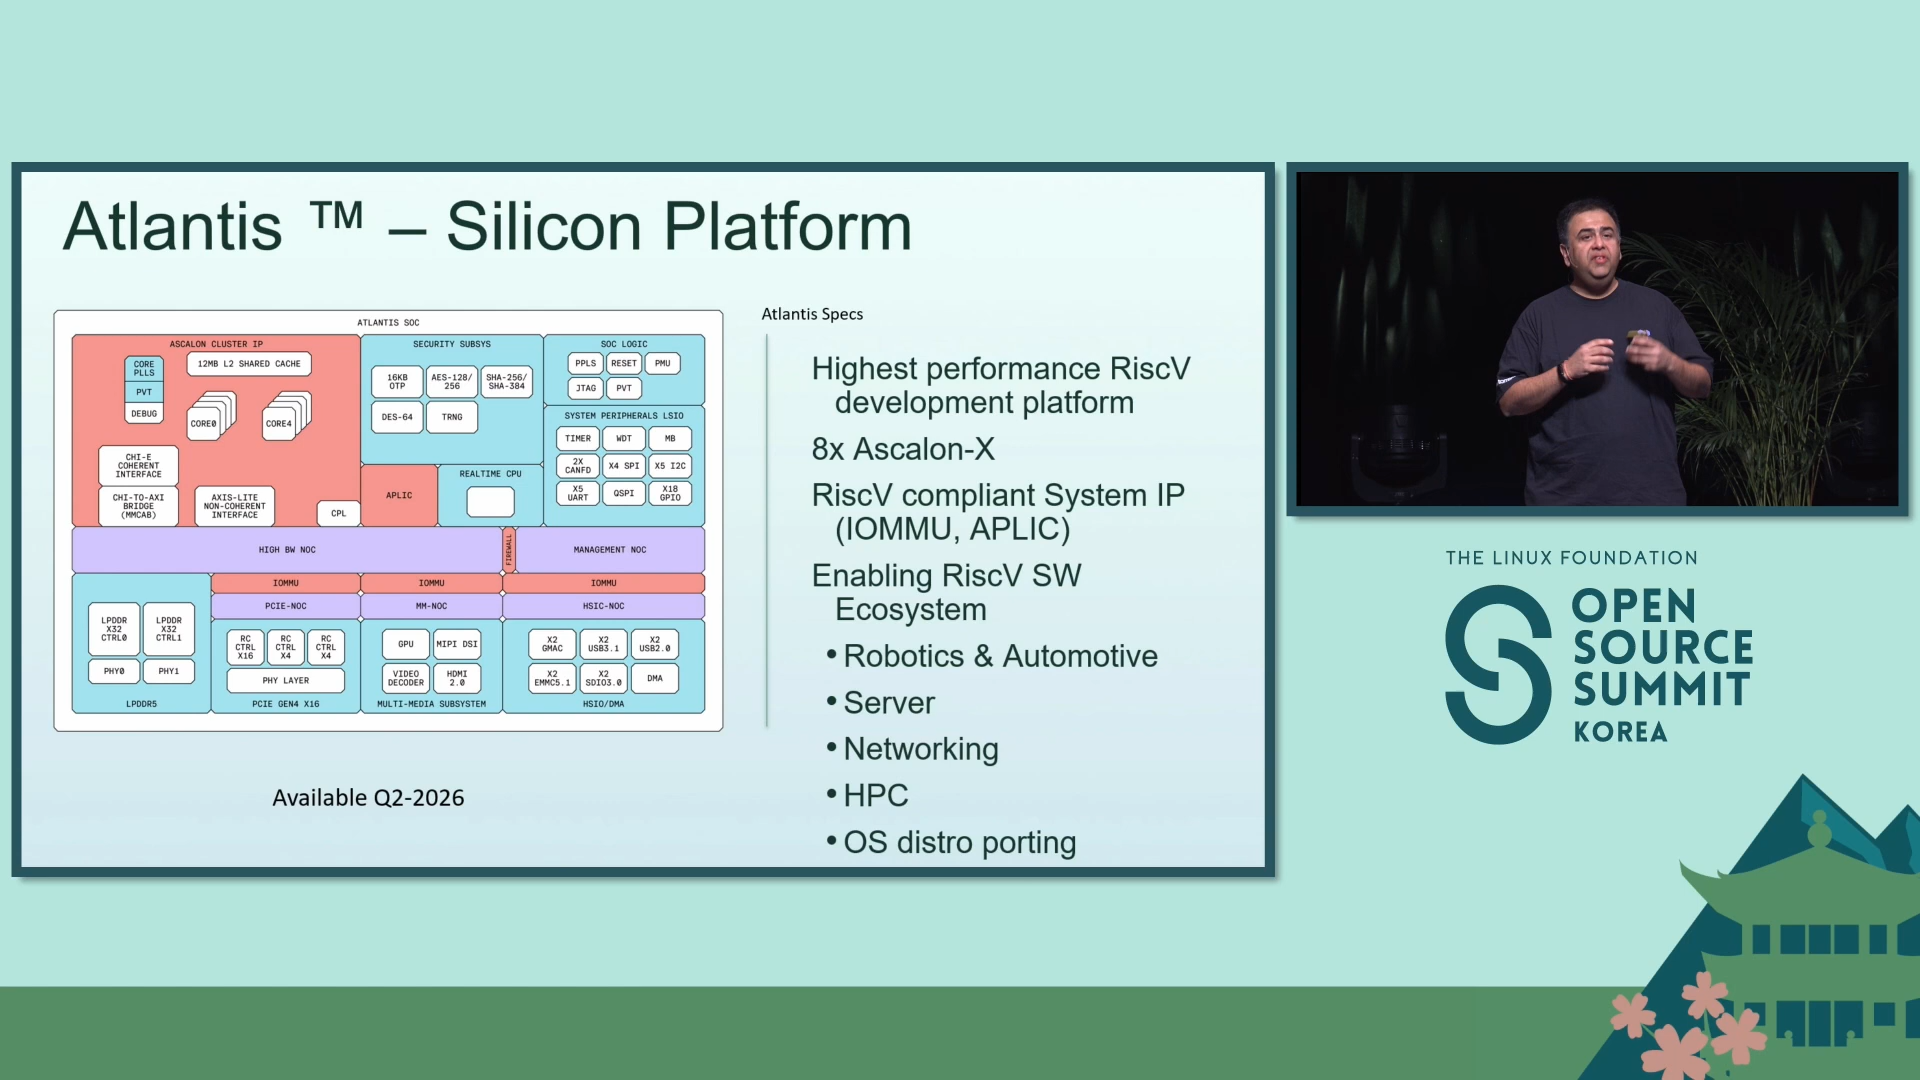 Atlantis ™ – Silicon Platform
ATLANTIS SOC
ASCALON CLUSTER IP
CORE
PLLS
PVT
DEBUG
12MB L2 SHARED CACHE
CORE0
CORE4
CHI-E
COHERENT
INTERFACE
CHI-TO-AXI
BRIDGE
(MMCAB)
AXIS-LITE
NON-COHERENT
INTERFACE
CPL
SECURITY SUBSYS
16KB
OTP
AES-128/
256
SHA-256/
SHA-384
DES-64
TRNG
APLIC
REALTIME CPU
SOC LOGIC
PPLS
RESET
PMU
JTAG
PVT
SYSTEM PERIPHERALS LSIO
TIMER
WDT
MB
2X
CANFD
X4 SPI
X5 I2C
X5
UART
QSPI
X18
GPIO
HIGH BW NOC
FIREWALL
MANAGEMENT NOC
IOMMU
IOMMU
IOMMU
PCIE-NOC
MM-NOC
HSIC-NOC
LPDDR
X32
CTRL0
LPDDR
X32
CTRL1
PHY0
PHY1
LPDDR5
RC
CTRL
X16
RC
CTRL
X4
RC
CTRL
X4
PHY LAYER
PCIE GEN4 X16
GPU
MIPI DSI
VIDEO
DECODER
HDMI
2.0
MULTI-MEDIA SUBSYSTEM
X2
GMAC
X2
USB3.1
X2
USB2.0
X2
EMMC5.1
X2
SDIO3.0
DMA
HSIO/DMA
Available Q2-2026
Atlantis Specs
Highest performance RiscV
development platform
8x Ascalon-X
RiscV compliant System IP
(IOMMU, APLIC)
Enabling RiscV SW
Ecosystem
• Robotics & Automotive
• Server
• Networking
• HPC
• OS distro porting
THE LINUX FOUNDATION
OPEN
SOURCE
SUMMIT
KOREA